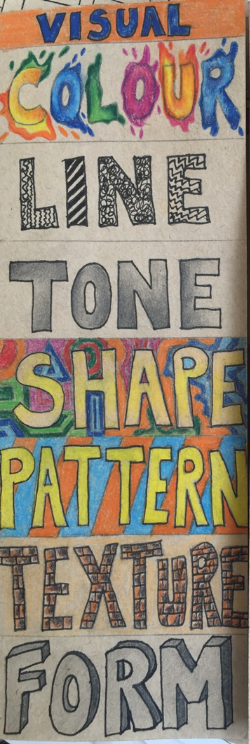 VISUAL
COLOUR
LINE
TONE
SHAPE
PATTERN
TEXTURE
FORM